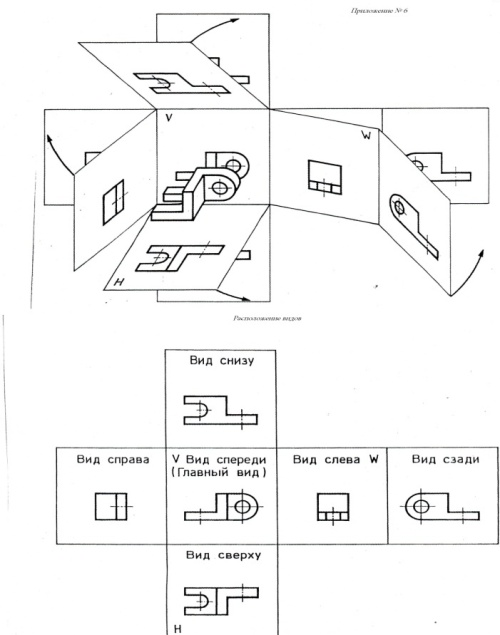 Приложение № 6
V
W
H
Расположение видов
Вид снизу
Вид справа
V Вид спереди
(Главный вид)
Вид слева W
Вид сзади
Вид сверху
H